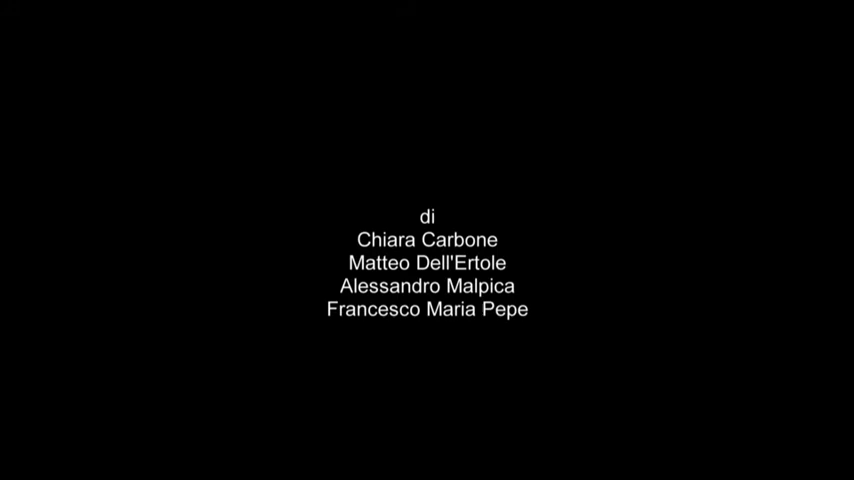 di
Chiara Carbone
Matteo Dell'Ertole
Alessandro Malpica
Francesco Maria Pepe